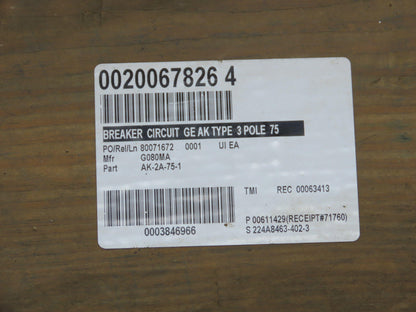 0020067826 4
BREAKER CIRCUIT GE AK TYPE 3 POLE 75
PO/Rel/Ln 80071672 0001 UI EA
Mfr G080MA
Part AK-2A-75-1
TMI REC 00063413
0003846966
P 00611429(RECEIPT#71760)
S 224A8463-402-3